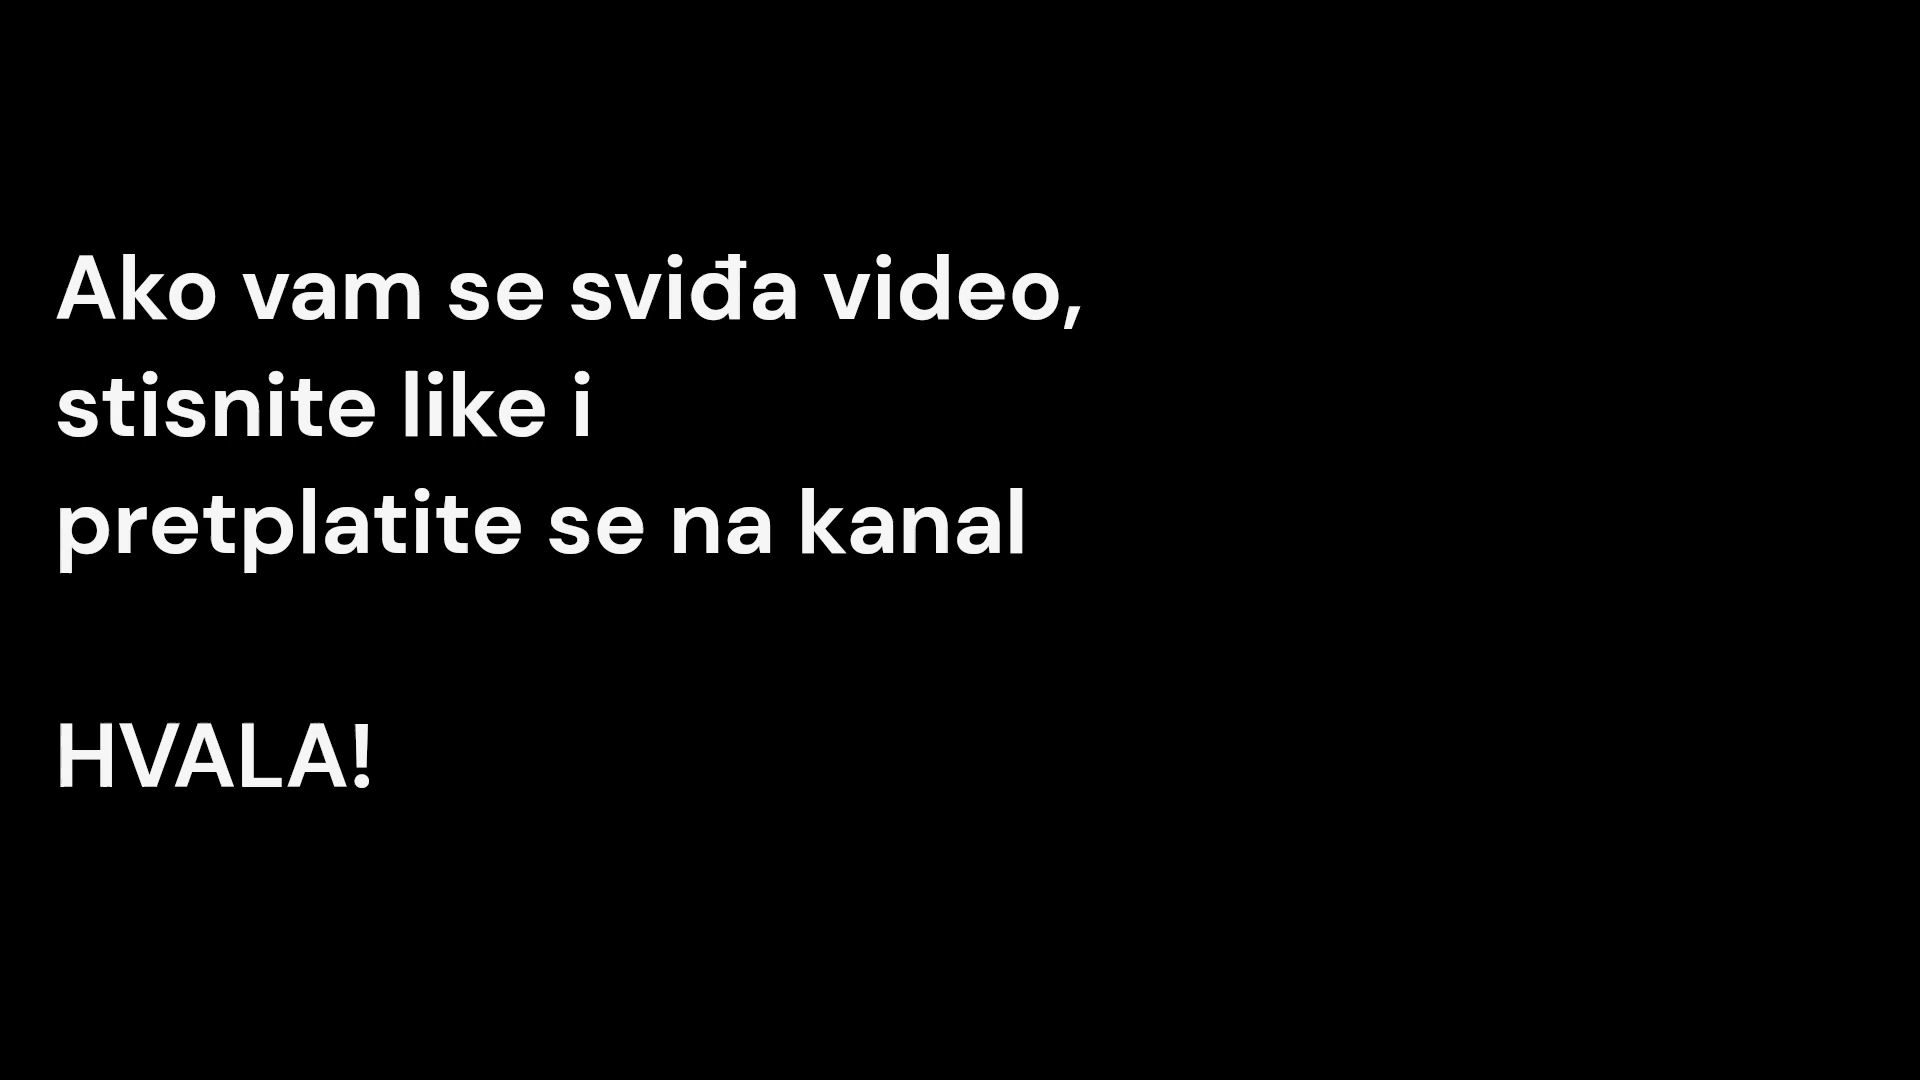 Ako vam se sviđa video,
stisnite like i
pretplatite se na kanal
HVALA!